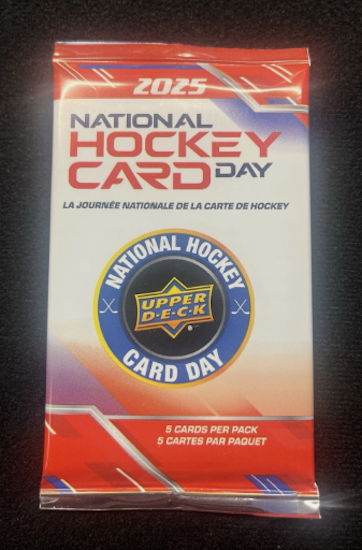 2025
NATIONAL
HOCKEY
CARD DAY
LA JOURNÉE NATIONALE DE LA CARTE DE HOCKEY
NATIONAL HOCKEY
UPPER
D·E·C·K
®
CARD DAY
5 CARDS PER PACK
5 CARTES PAR PAQUET